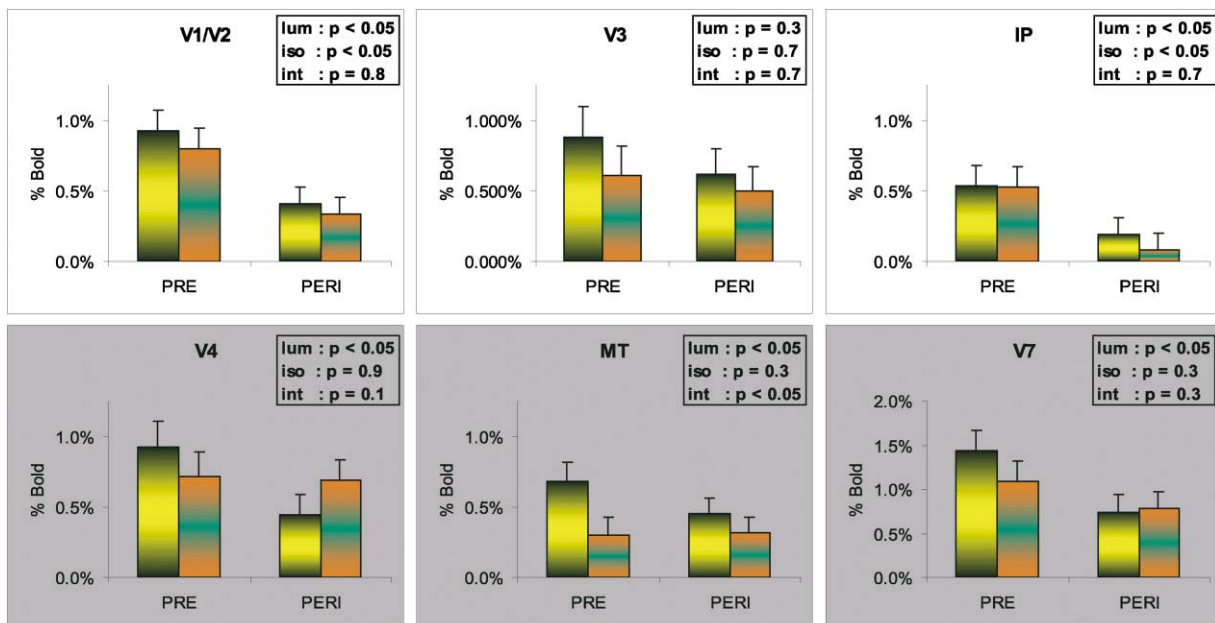 V1/V2
lum : p < 0.05
iso : p < 0.05
int : p = 0.8
% Bold
1.0%
0.5%
0.0%
PRE
PERI
V3
lum : p = 0.3
iso : p = 0.7
int : p = 0.7
% Bold
1.000%
0.500%
0.000%
PRE
PERI
IP
lum : p < 0.05
iso : p < 0.05
int : p = 0.7
% Bold
1.0%
0.5%
0.0%
PRE
PERI
V4
lum : p < 0.05
iso : p = 0.9
int : p = 0.1
% Bold
1.0%
0.5%
0.0%
PRE
PERI
MT
lum : p < 0.05
iso : p = 0.3
int : p < 0.05
% Bold
1.0%
0.5%
0.0%
PRE
PERI
V7
lum : p < 0.05
iso : p = 0.3
int : p = 0.3
% Bold
2.0%
1.5%
1.0%
0.5%
0.0%
PRE
PERI